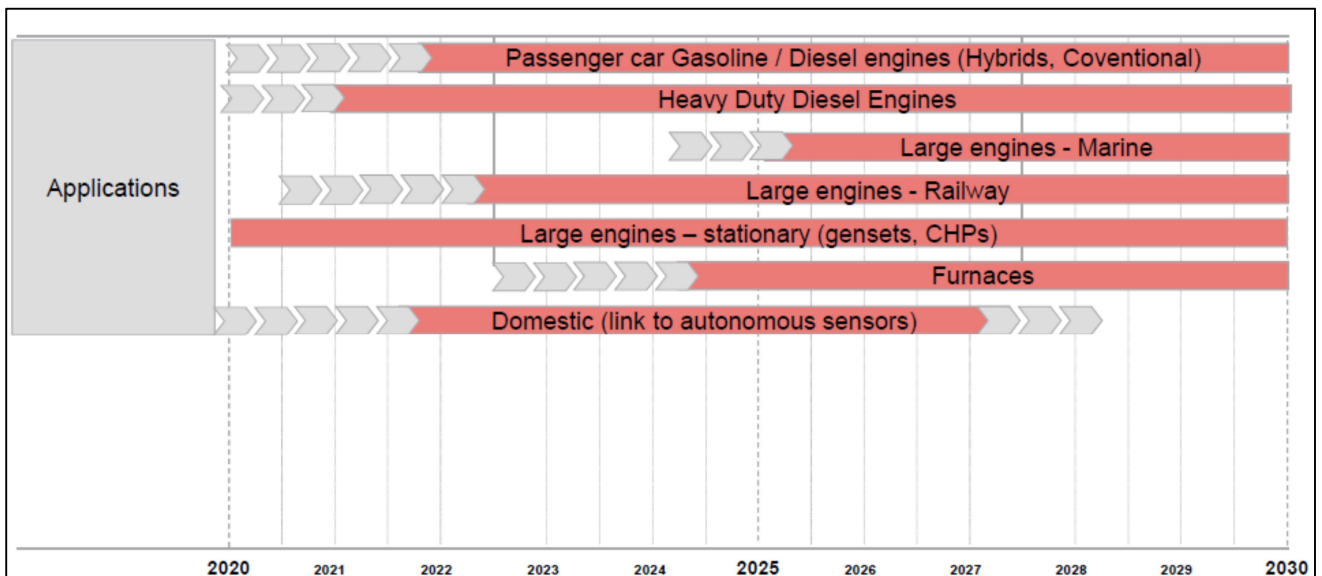 Passenger car Gasoline / Diesel engines (Hybrids, Coventional)
Heavy Duty Diesel Engines
Large engines - Marine
Applications
Large engines - Railway
Large engines – stationary (gensets, CHPs)
Furnaces
Domestic (link to autonomous sensors)
2020 2021 2022 2023 2024 2025 2026 2027 2028 2029 2030